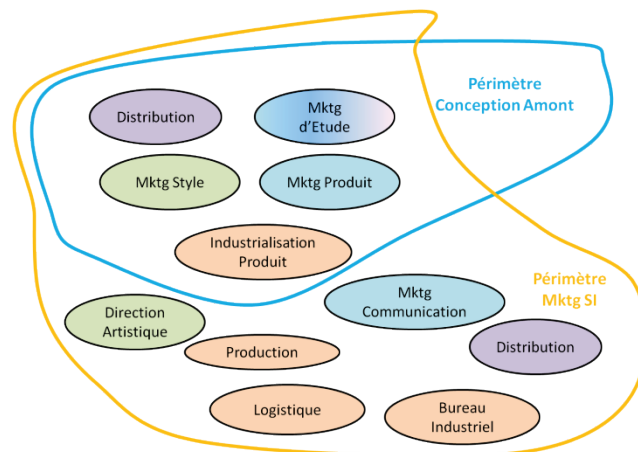 Périmètre
Conception Amont
Distribution
Mktg
d'Etude
Mktg Style
Mktg Produit
Industrialisation
Produit
Périmètre
Mktg SI
Mktg
Communication
Direction
Artistique
Distribution
Production
Logistique
Bureau
Industriel